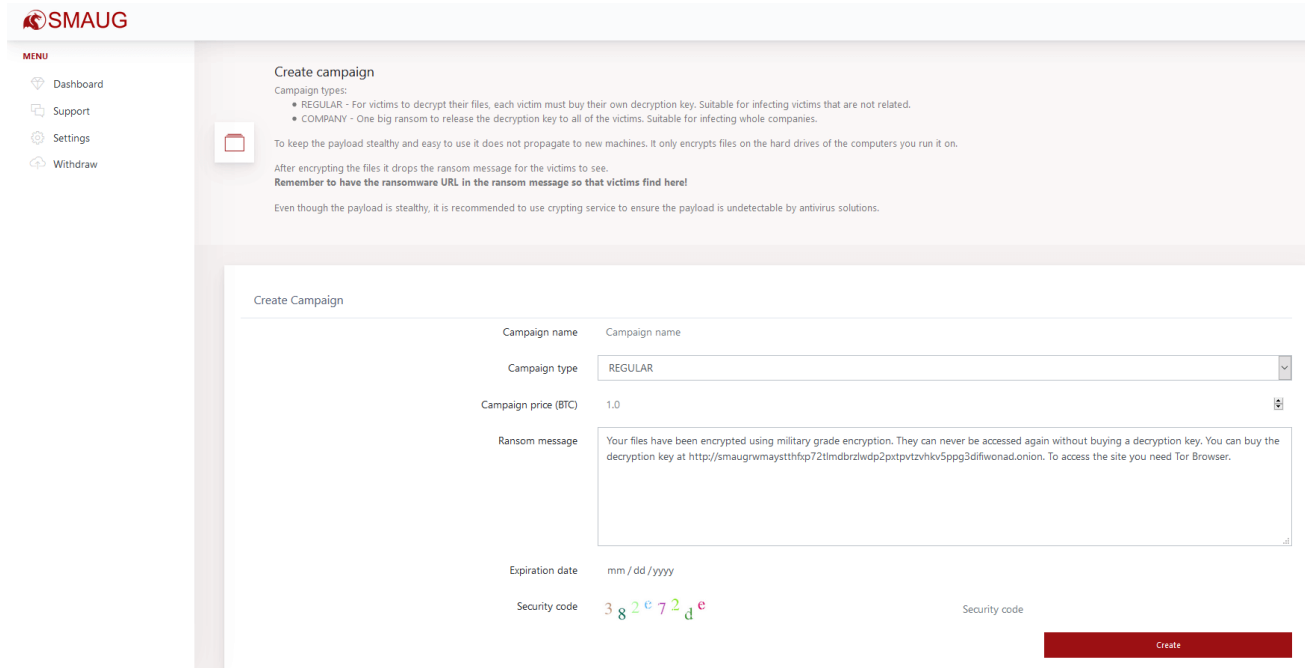 SMAUG
MENU
Dashboard
Support
Settings
Withdraw
Create campaign
Campaign types:
● REGULAR - For victims to decrypt their files, each victim must buy their own decryption key. Suitable for infecting victims that are not related.
● COMPANY - One big ransom to release the decryption key to all of the victims. Suitable for infecting whole companies.
To keep the payload stealthy and easy to use it does not propagate to new machines. It only encrypts files on the hard drives of the computers you run it on.
After encrypting the files it drops the ransom message for the victims to see.
Remember to have the ransomware URL in the ransom message so that victims find here!
Even though the payload is stealthy, it is recommended to use crypting service to ensure the payload is undetectable by antivirus solutions.
Create Campaign
Campaign name Campaign name
Campaign type REGULAR
Campaign price (BTC) 1.0
Ransom message Your files have been encrypted using military grade encryption. They can never be accessed again without buying a decryption key. You can buy the
decryption key at http://smaugrwmaystthfxp72tlmdbrzlwdp2pxtpvtzvhkv5ppg3difiwonad.onion. To access the site you need Tor Browser.
Expiration date mm / dd / yyyy
Security code 382e72de Security code
Create